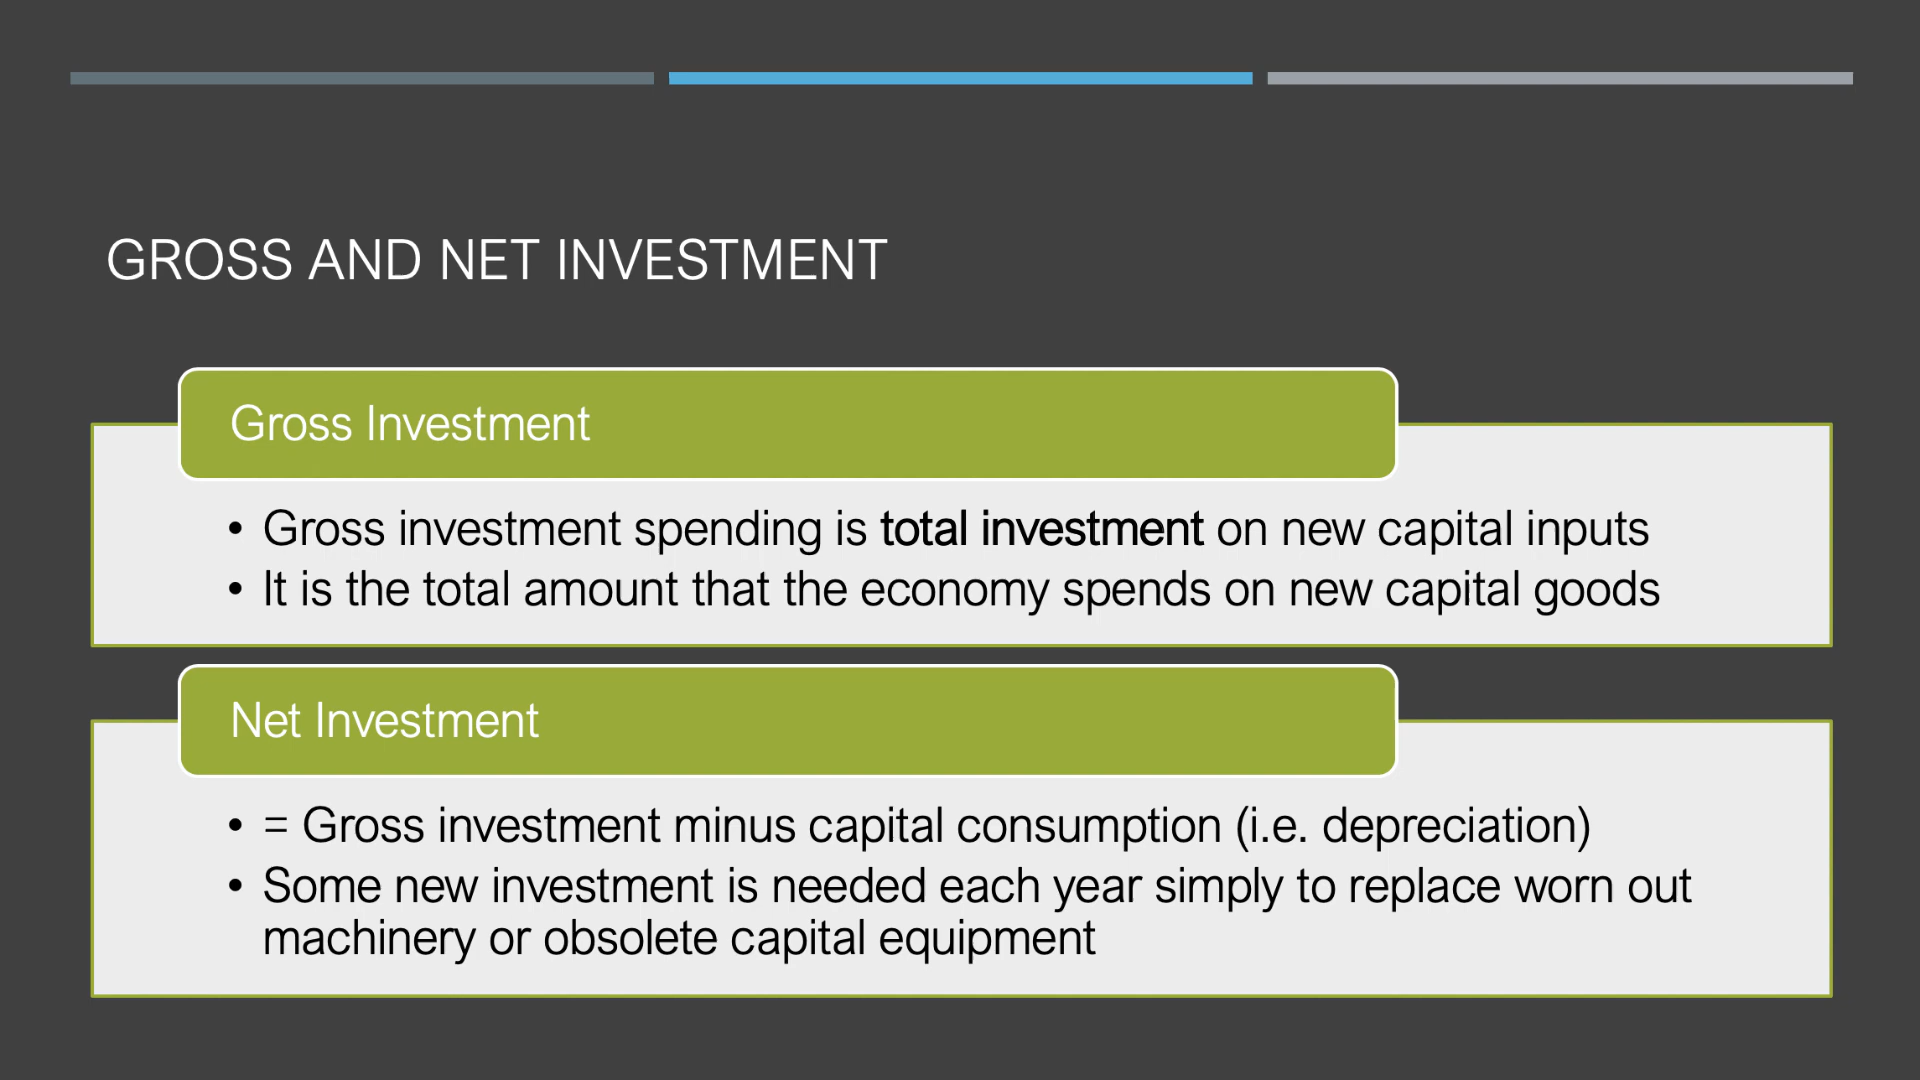 GROSS AND NET INVESTMENT
Gross Investment
• Gross investment spending is total investment on new capital inputs
• It is the total amount that the economy spends on new capital goods
Net Investment
• = Gross investment minus capital consumption (i.e. depreciation)
• Some new investment is needed each year simply to replace worn out
machinery or obsolete capital equipment